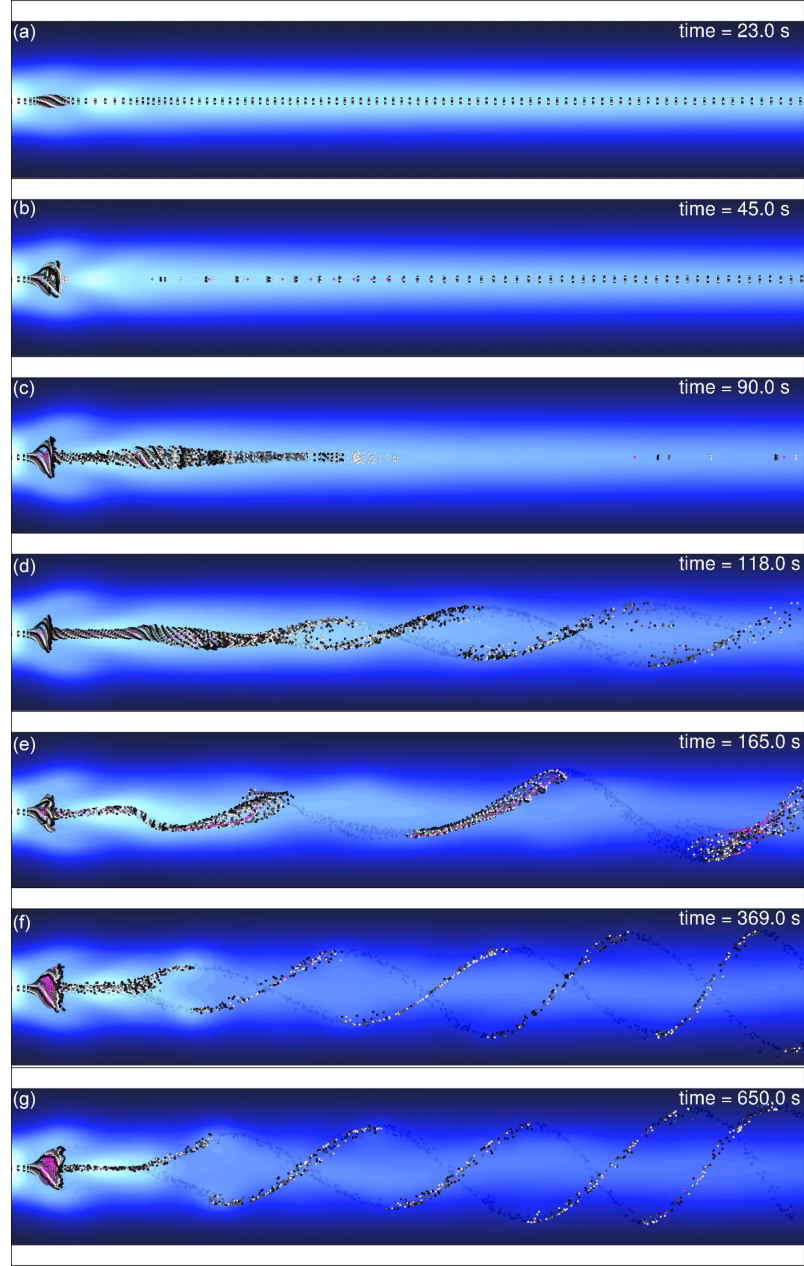 (a) time = 23.0 s
(b) time = 45.0 s
(c) time = 90.0 s
(d) time = 118.0 s
(e) time = 165.0 s
(f) time = 369.0 s
(g) time = 650.0 s